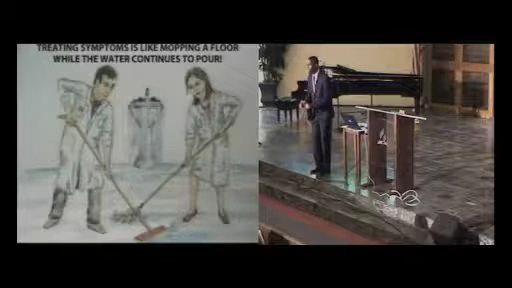 TREATING SYMPTOMS IS LIKE MOPPING A FLOOR
WHILE THE WATER CONTINUES TO POUR!